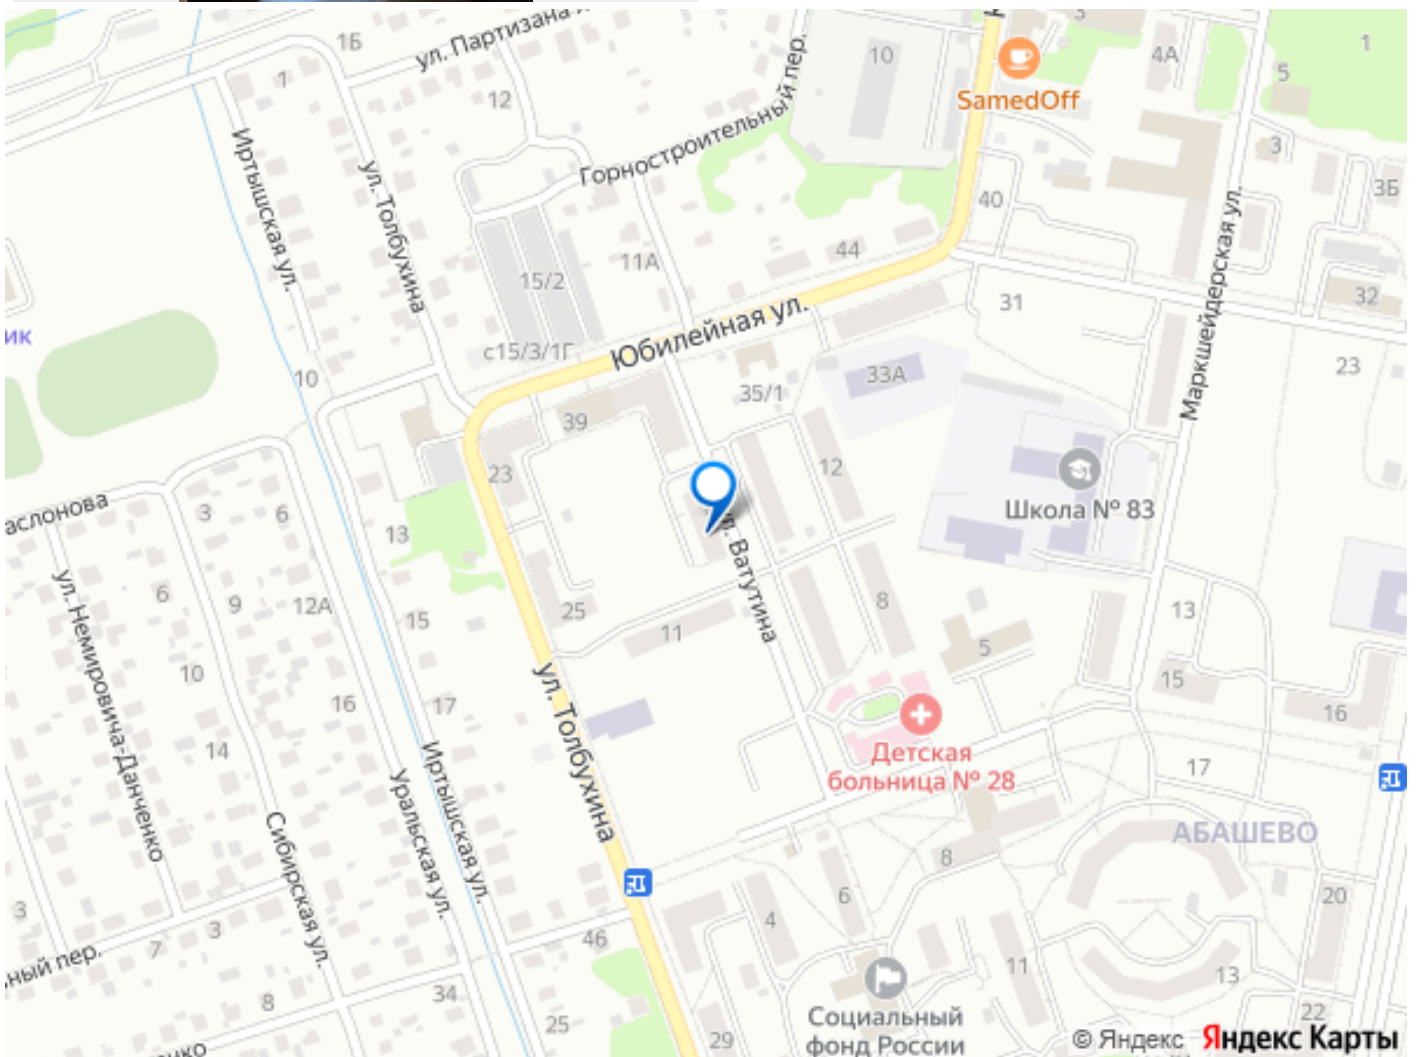 1Б
ул. Партизана
1
12
10
3
SamedOff
4А
5
1
3
3Б
Иртышская ул.
ул. Толбухина
Горностроительный пер.
40
Маркшейдерская ул.
11А
44
15/2
31
32
ик
с15/3/1Г
Юбилейная ул.
10
35/1
33А
23
39
12
23
Школа № 83
аслонова
3
6
13
ул. Ватутина
ул. Немировича-Данченко
6
9
12А
15
25
11
8
5
13
10
16
17
ул. Толбухина
15
16
14
Детская
больница № 28
17
Сибирская ул.
Уральская ул.
Иртышская ул.
АБАШЕВО
8
6
4
20
3
7
3
46
11
13
ный пер.
8
34
25
29
Социальный
фонд России
22
нко
© Яндекс Яндекс Карты